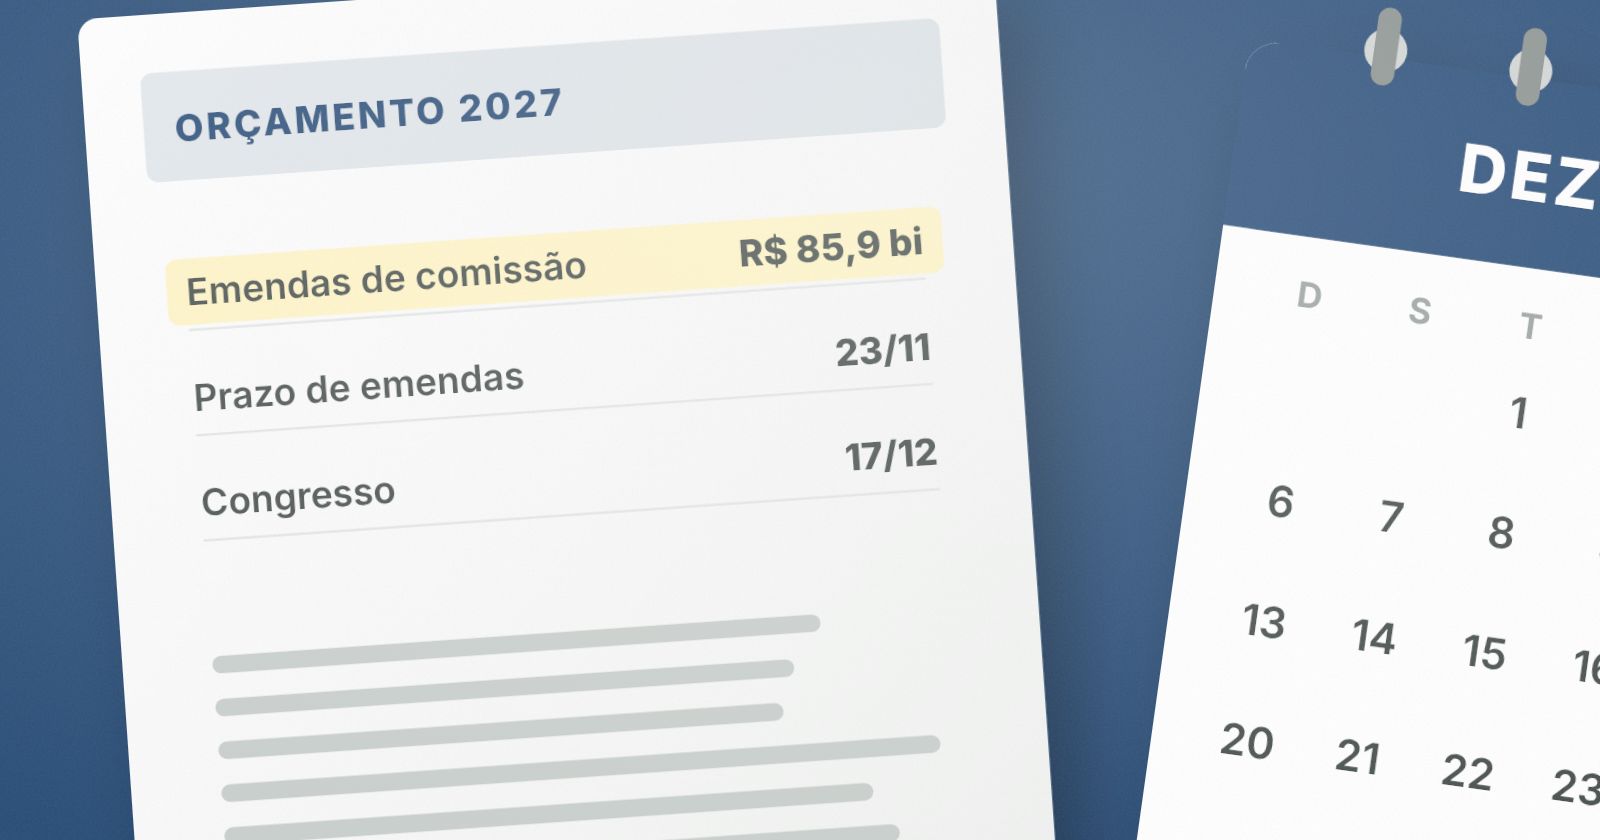 ORÇAMENTO 2027
Emendas de comissão R$ 85,9 bi
Prazo de emendas 23/11
Congresso 17/12
DEZ
D S T
1
6 7 8
13 14 15 16
20 21 22 23